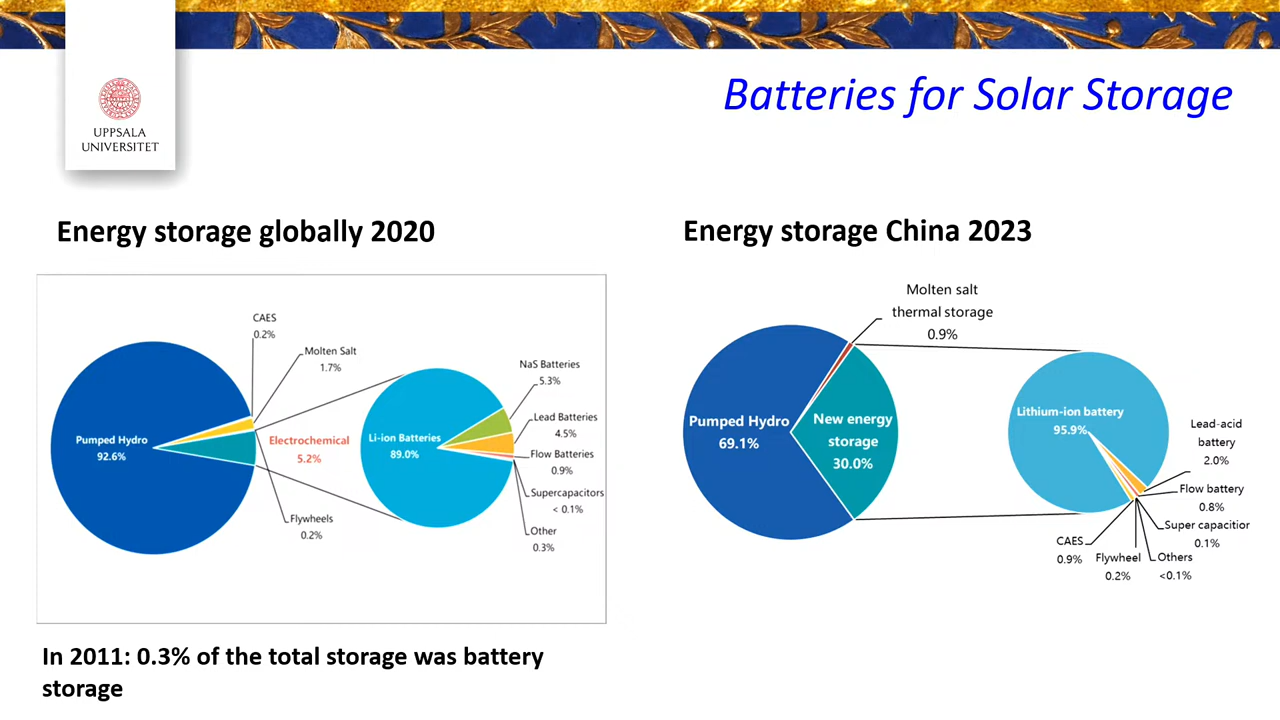 UPPSALA
UNIVERSITET
Batteries for Solar Storage
Energy storage globally 2020
CAES
0.2%
Molten Salt
1.7%
Pumped Hydro
92.6%
Electrochemical
5.2%
Flywheels
0.2%
Li-ion Batteries
89.0%
NaS Batteries
5.3%
Lead Batteries
4.5%
Flow Batteries
0.9%
Supercapacitors
< 0.1%
Other
0.3%
In 2011: 0.3% of the total storage was battery
storage
Energy storage China 2023
Molten salt
thermal storage
0.9%
Pumped Hydro
69.1%
New energy
storage
30.0%
Lithium-ion battery
95.9%
Lead-acid
battery
2.0%
Flow battery
0.8%
Super capacitior
0.1%
CAES
0.9%
Flywheel
0.2%
Others
<0.1%